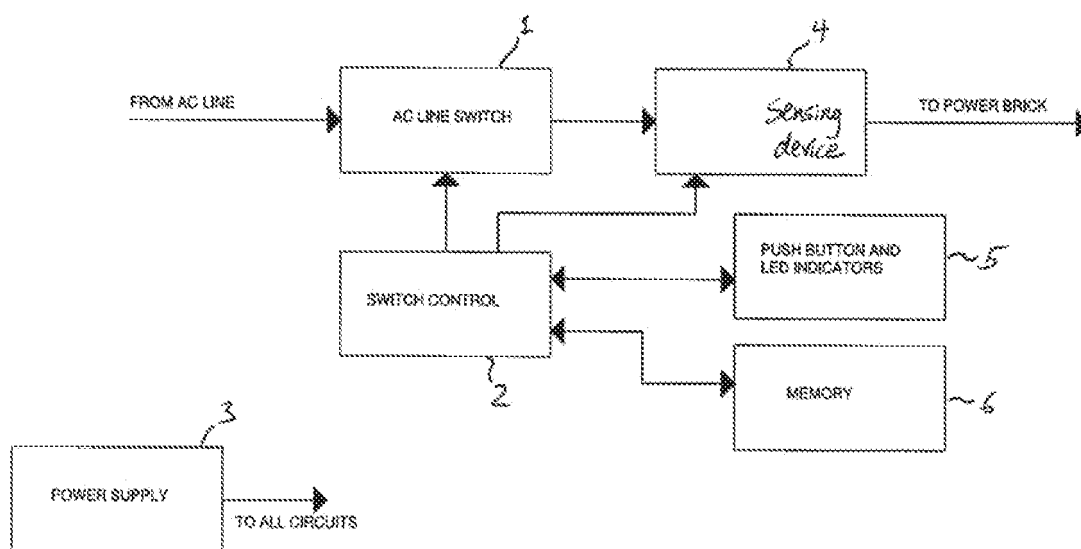 1
4
FROM AC LINE
AC LINE SWITCH
Sensing
device
TO POWER BRICK
PUSH BUTTON AND
LED INDICATORS
5
SWITCH CONTROL
2
MEMORY
6
3
POWER SUPPLY
TO ALL CIRCUITS